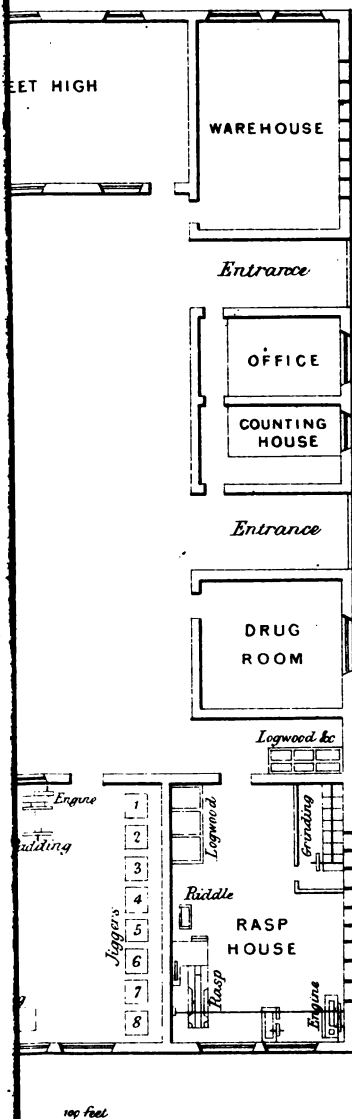 EET HIGH
WAREHOUSE
Entrance
OFFICE
COUNTING
HOUSE
Entrance
DRUG
ROOM
Logwood &c
Engine
adding
Jiggers
1
2
3
4
5
6
7
8
Logwood
Grinding
Riddle
RASP
HOUSE
Rasp
Engine
g
100 feet